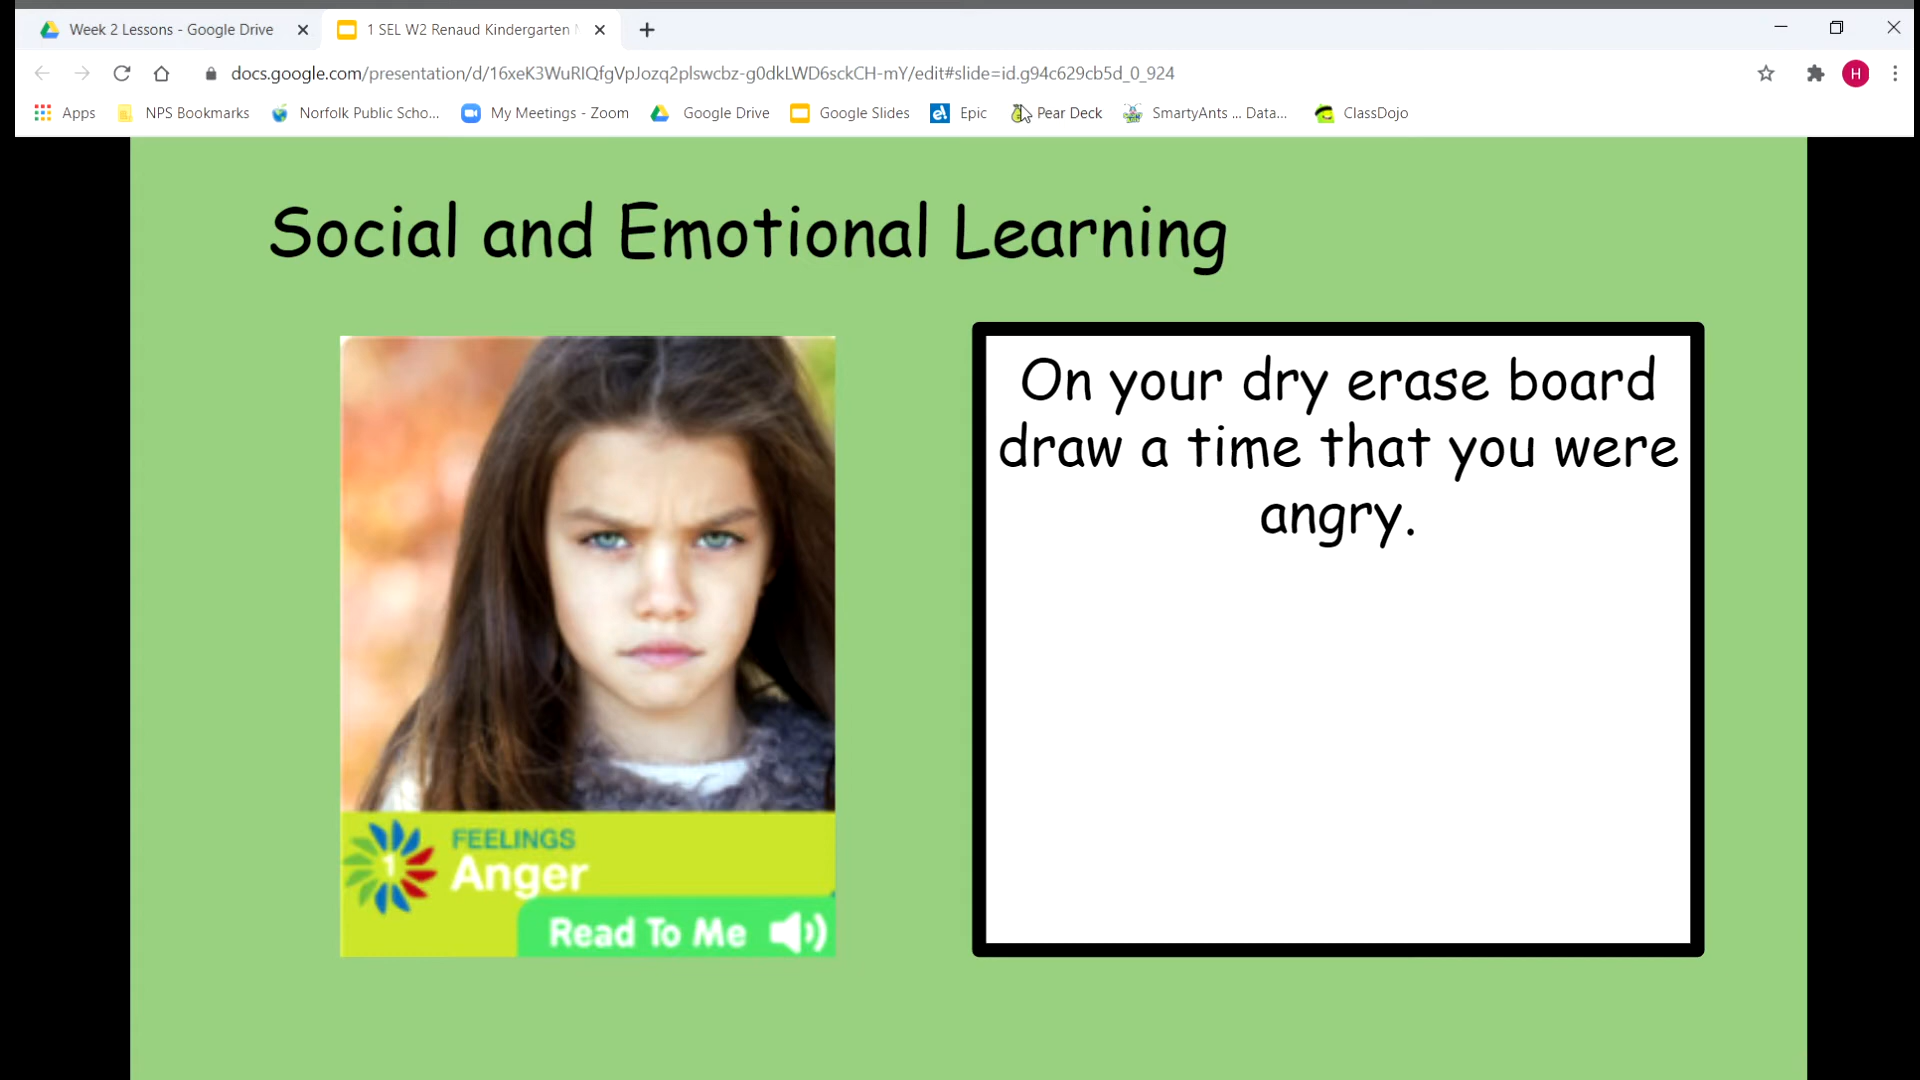 Week 2 Lessons - Google Drive
1 SEL W2 Renaud Kindergarten
docs.google.com/presentation/d/16xeK3WuRIQfgVpJozq2plswcbz-g0dkLWD6sckCH-mY/edit#slide=id.g94c629cb5d_0_924
H
Apps
NPS Bookmarks
Norfolk Public Scho...
My Meetings - Zoom
Google Drive
Google Slides
Epic
Pear Deck
SmartyAnts ... Data...
ClassDojo
Social and Emotional Learning
On your dry erase board
draw a time that you were
angry.
1
FEELINGS
Anger
Read To Me